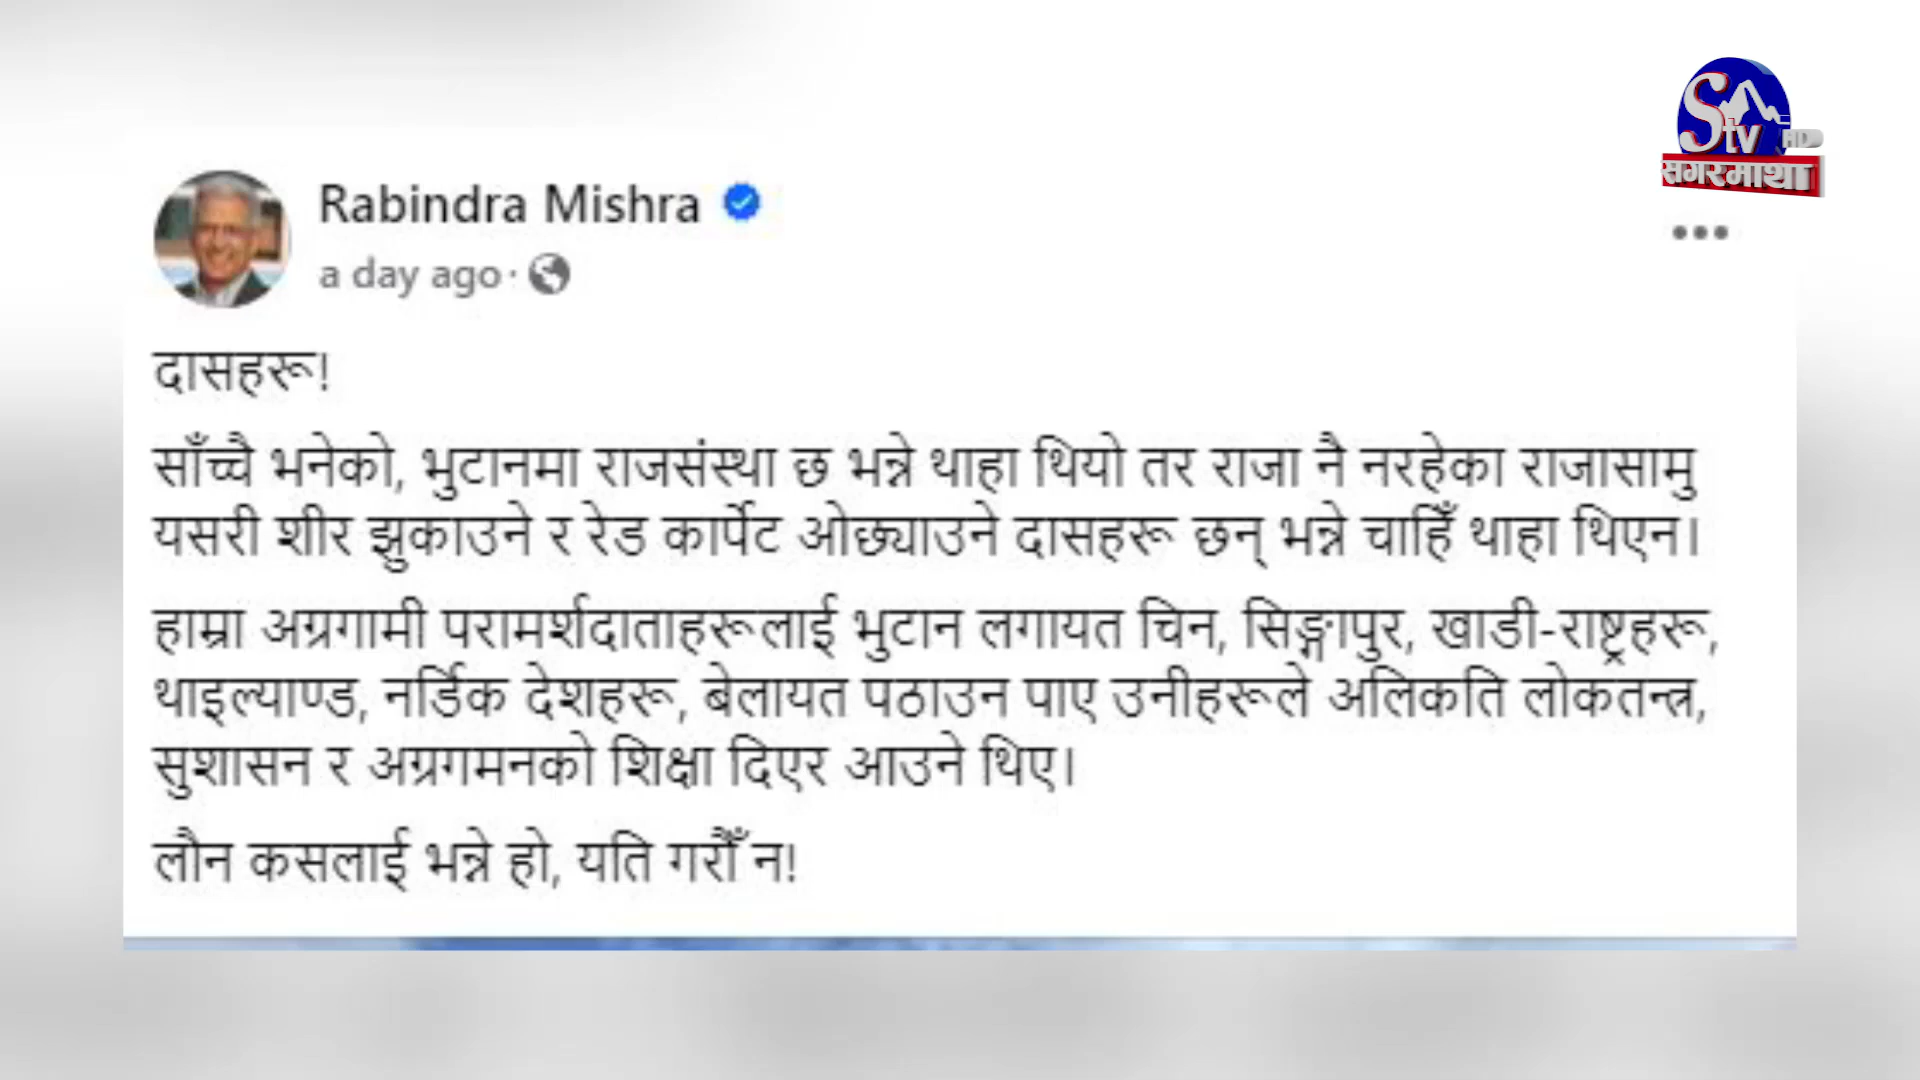 Stv HD
सगरमाथा
Rabindra Mishra
a day ago ·
दासहरू!
साँच्चै भनेको, भुटानमा राजसंस्था छ भन्ने थाहा थियो तर राजा नै नरहेका राजासामु
यसरी शीर झुकाउने र रेड कार्पेट ओछ्याउने दासहरू छन् भन्ने चाहिँ थाहा थिएन।
हाम्रा अग्रगामी परामर्शदाताहरूलाई भुटान लगायत चिन, सिङ्गापुर, खाडी-राष्ट्रहरू,
थाइल्याण्ड, नर्डिक देशहरू, बेलायत पठाउन पाए उनीहरूले अलिकति लोकतन्त्र,
सुशासन र अग्रगमनको शिक्षा दिएर आउने थिए।
लौन कसलाई भन्ने हो, यति गरौँ न!